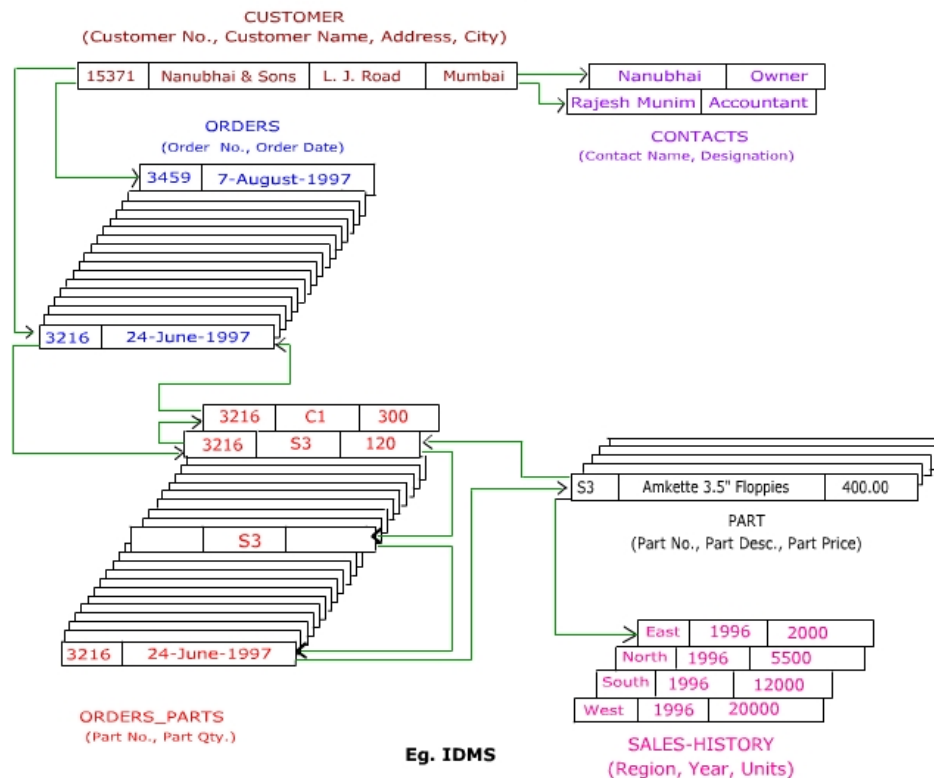 CUSTOMER
(Customer No., Customer Name, Address, City)
15371 Nanubhai & Sons L. J. Road Mumbai
Nanubhai Owner
Rajesh Munim Accountant
CONTACTS
(Contact Name, Designation)
ORDERS
(Order No., Order Date)
3459 7-August-1997
3216 24-June-1997
3216 C1 300
3216 S3 120
S3
3216 24-June-1997
ORDERS_PARTS
(Part No., Part Qty.)
S3 Amkette 3.5" Floppies 400.00
PART
(Part No., Part Desc., Part Price)
East 1996 2000
North 1996 5500
South 1996 12000
West 1996 20000
SALES-HISTORY
(Region, Year, Units)
Eg. IDMS